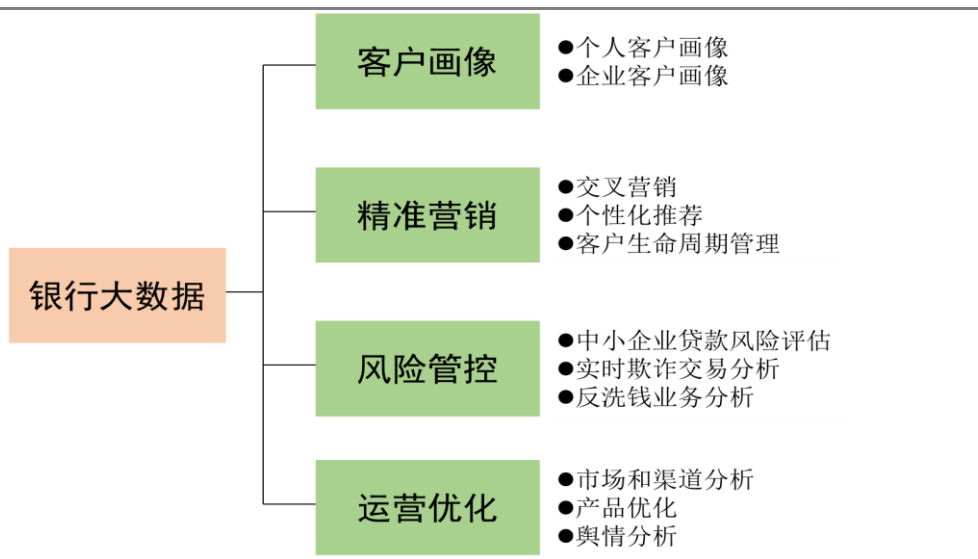 客户画像
●个人客户画像
●企业客户画像
精准营销
●交叉营销
●个性化推荐
●客户生命周期管理
银行大数据
风险管控
●中小企业贷款风险评估
●实时欺诈交易分析
●反洗钱业务分析
运营优化
●市场和渠道分析
●产品优化
●舆情分析